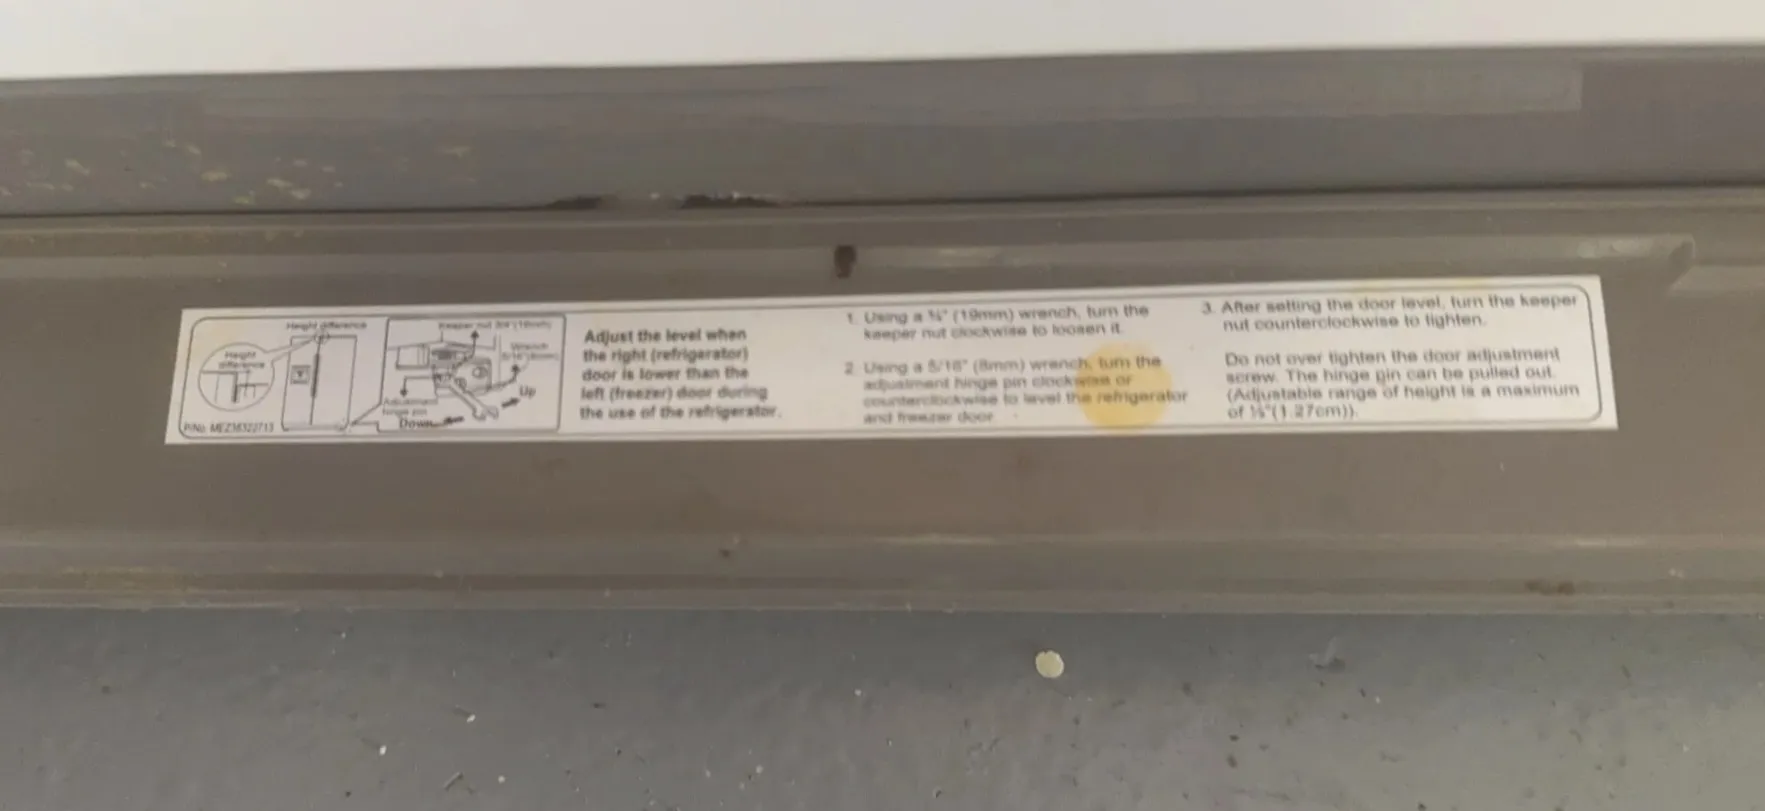 Height difference
Height
difference
Keeper nut 3/4"(19mm)
Wrench
5/16"(8mm)
Adjustment
hinge pin
Up
Down
P/No. MEZ36322713
Adjust the level when
the right (refrigerator)
door is lower than the
left (freezer) door during
the use of the refrigerator.
1. Using a ¾" (19mm) wrench, turn the
keeper nut clockwise to loosen it.
2. Using a 5/16" (8mm) wrench, turn the
adjustment hinge pin clockwise or
counterclockwise to level the refrigerator
and freezer door
3. After setting the door level, turn the keeper
nut counterclockwise to tighten.
Do not over tighten the door adjustment
screw. The hinge pin can be pulled out.
(Adjustable range of height is a maximum
of ½"(1.27cm)).